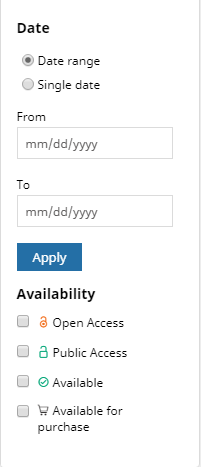 Date
Date range
Single date
From
mm/dd/yyyy
To
mm/dd/yyyy
Apply
Availability
Open Access
Public Access
Available
Available for
purchase